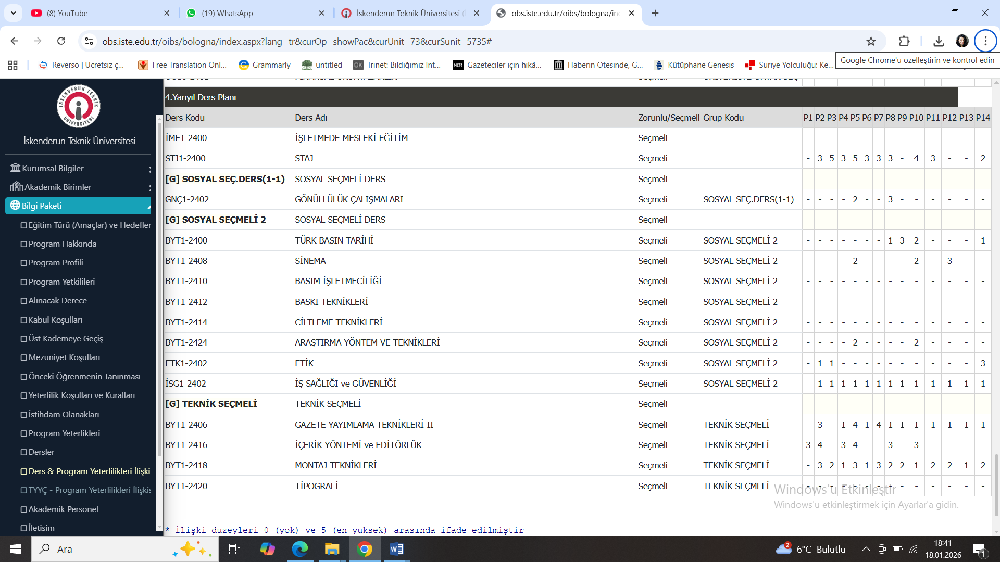 (8) YouTube
(19) WhatsApp
İskenderun Teknik Üniversitesi (
obs.iste.edu.tr/oibs/bologna/in
obs.iste.edu.tr/oibs/bologna/index.aspx?lang=tr&curOp=showPac&curUnit=73&curSunit=5735#
Google Chrome'u özelleştirin ve kontrol edin
Reverso | Ücretsiz ç...
Free Translation Onl...
Grammarly
untitled
Trinet: Bildiğimiz İnt...
Gazeteciler için hikâ...
Haberin Ötesinde, G...
Kütüphane Genesis
Suriye Yolculuğu: Ke...
İSKENDERUN TEKNİK ÜNİVERSİTESİ
İskenderun Teknik Üniversitesi
Kurumsal Bilgiler
Akademik Birimler
Bilgi Paketi
Eğitim Türü (Amaçlar) ve Hedefler
Program Hakkında
Program Profili
Program Yetkilileri
Alınacak Derece
Kabul Koşulları
Üst Kademeye Geçiş
Mezuniyet Koşulları
Önceki Öğrenmenin Tanınması
Yeterlilik Koşulları ve Kuralları
İstihdam Olanakları
Program Yeterlikleri
Dersler
Ders & Program Yeterlilikleri İlişkis
TYYÇ - Program Yeterlilikleri İlişkis
Akademik Personel
İletişim
4.Yarıyıl Ders Planı
Ders Kodu Ders Adı Zorunlu/Seçmeli Grup Kodu P1 P2 P3 P4 P5 P6 P7 P8 P9 P10 P11 P12 P13 P14
İME1-2400 İŞLETMEDE MESLEKİ EĞİTİM Seçmeli - - - - - - - - - - - - - -
STJ1-2400 STAJ Seçmeli - 3 5 3 5 3 3 3 - 4 3 - - 2
[G] SOSYAL SEÇ.DERS(1-1) SOSYAL SEÇMELİ DERS Seçmeli
GNÇ1-2402 GÖNÜLLÜLÜK ÇALIŞMALARI Seçmeli SOSYAL SEÇ.DERS(1-1) - - - - 2 - - 3 - - - - - -
[G] SOSYAL SEÇMELİ 2 SOSYAL SEÇMELİ DERS Seçmeli
BYT1-2400 TÜRK BASIN TARİHİ Seçmeli SOSYAL SEÇMELİ 2 - - - - - - - 1 3 2 - - - 1
BYT1-2408 SİNEMA Seçmeli SOSYAL SEÇMELİ 2 - - - - 2 - - - - 2 - 3 - -
BYT1-2410 BASIM İŞLETMECİLİĞİ Seçmeli SOSYAL SEÇMELİ 2 - - - - - - - - - - - - - -
BYT1-2412 BASKI TEKNİKLERİ Seçmeli SOSYAL SEÇMELİ 2 - - - - - - - - - - - - - -
BYT1-2414 CİLTLEME TEKNİKLERİ Seçmeli SOSYAL SEÇMELİ 2 - - - - - - - - - - - - - -
BYT1-2424 ARAŞTIRMA YÖNTEM VE TEKNİKLERİ Seçmeli SOSYAL SEÇMELİ 2 - - - - 2 - - - - 2 - - - -
ETK1-2402 ETİK Seçmeli SOSYAL SEÇMELİ 2 - 1 1 - - - - - - - - - - 3
İSG1-2402 İŞ SAĞLIĞI ve GÜVENLİĞİ Seçmeli SOSYAL SEÇMELİ 2 - 1 1 1 1 1 1 1 1 1 1 1 1 1
[G] TEKNİK SEÇMELİ TEKNİK SEÇMELİ Seçmeli
BYT1-2406 GAZETE YAYIMLAMA TEKNİKLERİ-II Seçmeli TEKNİK SEÇMELİ - 3 - 1 4 1 4 1 1 1 1 1 1 1
BYT1-2416 İÇERİK YÖNTEMİ ve EDİTÖRLÜK Seçmeli TEKNİK SEÇMELİ 3 4 - 3 4 - - 3 - 3 - - - -
BYT1-2418 MONTAJ TEKNİKLERİ Seçmeli TEKNİK SEÇMELİ - 3 2 1 3 1 3 2 2 1 2 2 1 2
BYT1-2420 TİPOGRAFİ Seçmeli TEKNİK SEÇMELİ - - - - - - - - - - - - - -
Windows'u Etkinleştir
Windows'u etkinleştirmek için Ayarlar'a gidin.
* İlişki düzeyleri 0 (yok) ve 5 (en yüksek) arasında ifade edilmiştir
Ara
2
6°C Bulutlu
18:41
18.01.2026
1